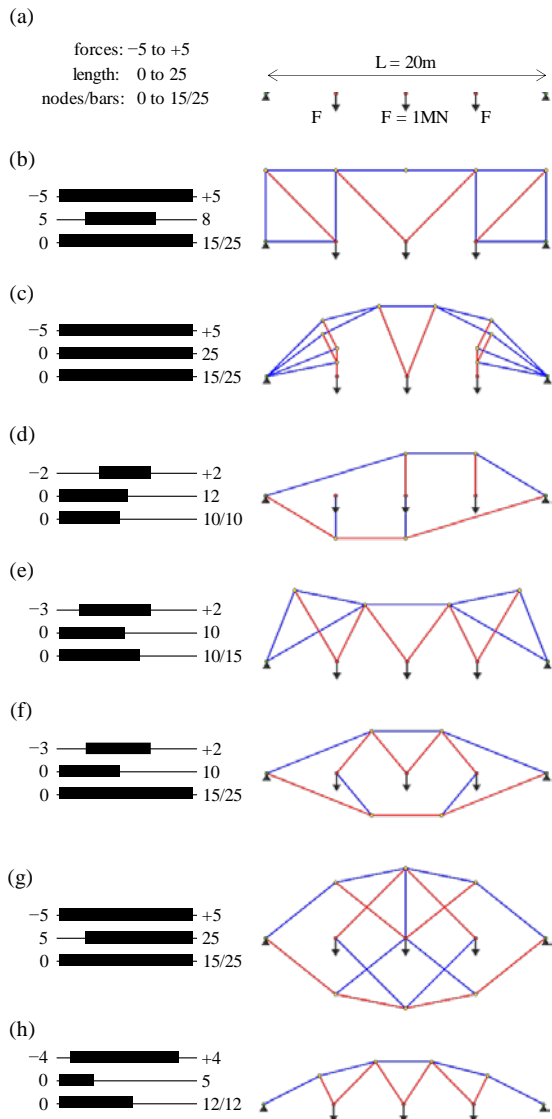 (a)
forces: −5 to +5
length: 0 to 25
nodes/bars: 0 to 15/25
L = 20m
F F = 1MN F
(b)
−5 +5
5 8
0 15/25
(c)
−5 +5
0 25
0 15/25
(d)
−2 +2
0 12
0 10/10
(e)
−3 +2
0 10
0 10/15
(f)
−3 +2
0 10
0 15/25
(g)
−5 +5
5 25
0 15/25
(h)
−4 +4
0 5
0 12/12